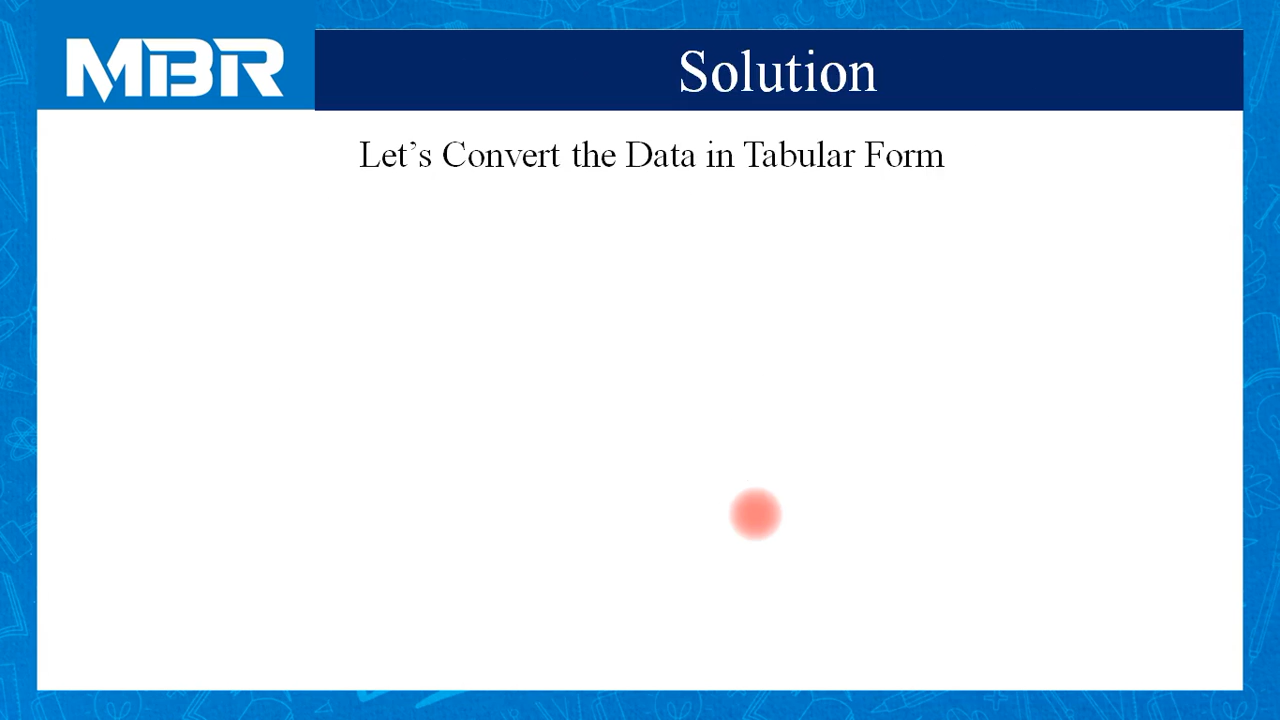 MBR
Solution
Let’s Convert the Data in Tabular Form